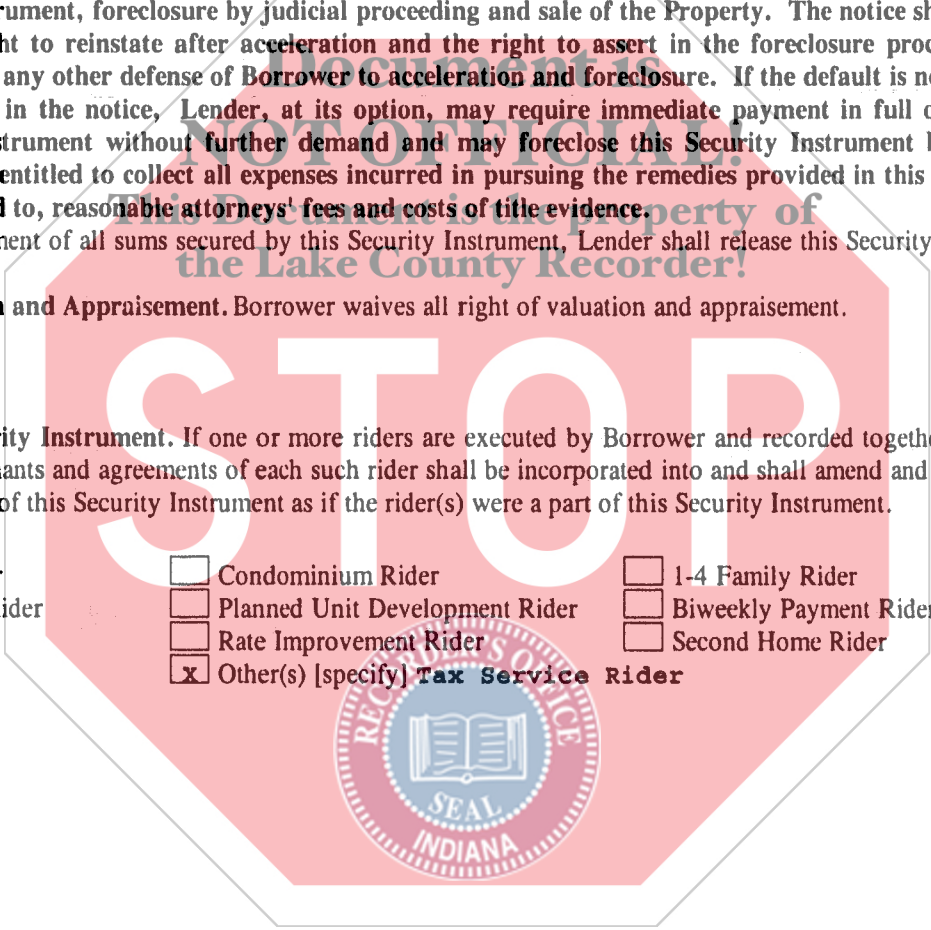 rument, foreclosure by judicial proceeding and sale of the Property. The notice sh
ht to reinstate after acceleration and the right to assert in the foreclosure proc
any other defense of Borrower to acceleration and foreclosure. If the default is no
in the notice, Lender, at its option, may require immediate payment in full o
trument without further demand and may foreclose this Security Instrument b
entitled to collect all expenses incurred in pursuing the remedies provided in this
d to, reasonable attorneys' fees and costs of title evidence.
nent of all sums secured by this Security Instrument, Lender shall release this Security
n and Appraisement. Borrower waives all right of valuation and appraisement.
rity Instrument. If one or more riders are executed by Borrower and recorded togethe
nants and agreements of each such rider shall be incorporated into and shall amend and
of this Security Instrument as if the rider(s) were a part of this Security Instrument.
r Condominium Rider 1-4 Family Rider
ider Planned Unit Development Rider Biweekly Payment Rider
Rate Improvement Rider Second Home Rider
X Other(s) [specify] Tax Service Rider
Document is
NOT OFFICIAL!
This Document is the property of
the Lake County Recorder!
STOP
RECORDER'S OFFICE
SEAL
INDIANA